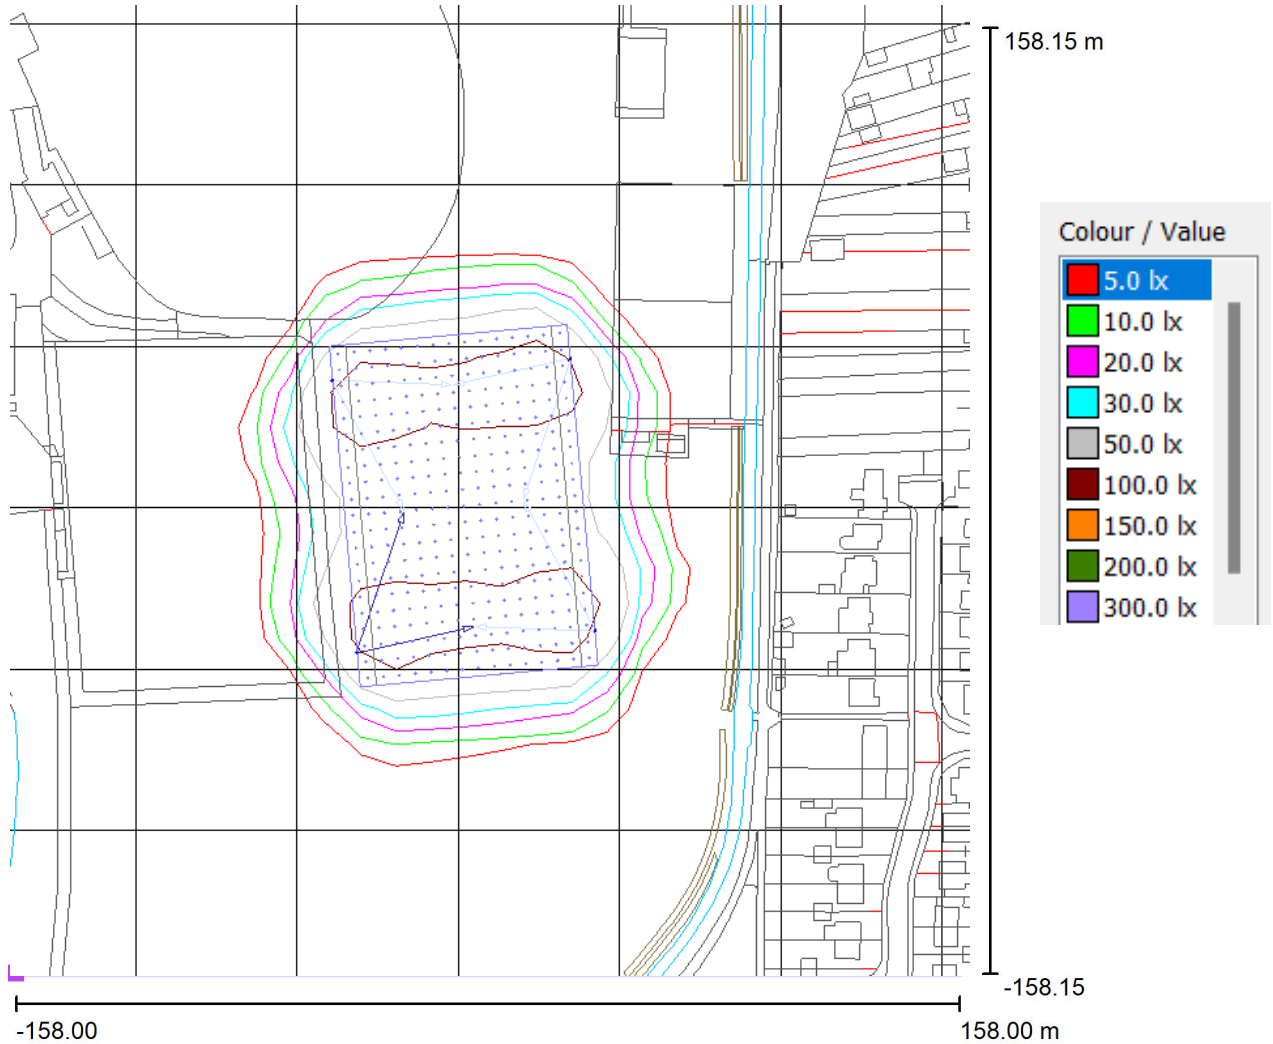 158.15 m
Colour / Value
5.0 lx
10.0 lx
20.0 lx
30.0 lx
50.0 lx
100.0 lx
150.0 lx
200.0 lx
300.0 lx
-158.15
-158.00
158.00 m